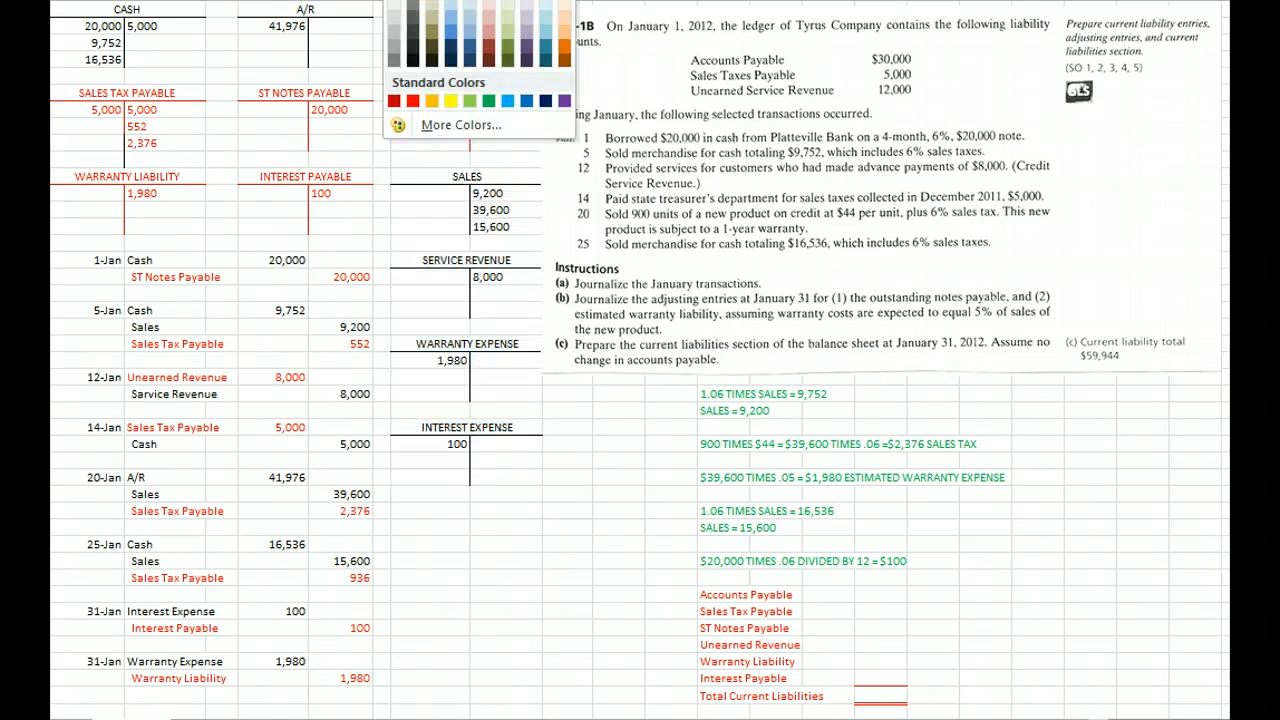 CASH A/R
20,000 5,000 41,976
9,752
16,536
SALES TAX PAYABLE ST NOTES PAYABLE
5,000 5,000 20,000
552
2,376
WARRANTY LIABILITY INTEREST PAYABLE SALES
1,980 100 9,200
39,600
15,600
SERVICE REVENUE
8,000
WARRANTY EXPENSE
1,980
INTEREST EXPENSE
100
Standard Colors
More Colors...
1-Jan Cash 20,000
ST Notes Payable 20,000
5-Jan Cash 9,752
Sales 9,200
Sales Tax Payable 552
12-Jan Unearned Revenue 8,000
Sarvice Revenue 8,000
14-Jan Sales Tax Payable 5,000
Cash 5,000
20-Jan A/R 41,976
Sales 39,600
Sales Tax Payable 2,376
25-Jan Cash 16,536
Sales 15,600
Sales Tax Payable 936
31-Jan Interest Expense 100
Interest Payable 100
31-Jan Warranty Expense 1,980
Warranty Liability 1,980
-1B On January 1, 2012, the ledger of Tyrus Company contains the following liability
unts.
Accounts Payable $30,000
Sales Taxes Payable 5,000
Unearned Service Revenue 12,000
ing January, the following selected transactions occurred.
1 Borrowed $20,000 in cash from Platteville Bank on a 4-month, 6%, $20,000 note.
5 Sold merchandise for cash totaling $9,752, which includes 6% sales taxes.
12 Provided services for customers who had made advance payments of $8,000. (Credit
Service Revenue.)
14 Paid state treasurer's department for sales taxes collected in December 2011, $5,000.
20 Sold 900 units of a new product on credit at $44 per unit, plus 6% sales tax. This new
product is subject to a 1-year warranty.
25 Sold merchandise for cash totaling $16,536, which includes 6% sales taxes.
Instructions
(a) Journalize the January transactions.
(b) Journalize the adjusting entries at January 31 for (1) the outstanding notes payable, and (2)
estimated warranty liability, assuming warranty costs are expected to equal 5% of sales of
the new product.
(c) Prepare the current liabilities section of the balance sheet at January 31, 2012. Assume no
change in accounts payable.
Prepare current liability entries,
adjusting entries, and current
liabilities section.
(SO 1, 2, 3, 4, 5)
GLS
(c) Current liability total
$59,944
1.06 TIMES SALES = 9,752
SALES = 9,200
900 TIMES $44 = $39,600 TIMES .06 =$2,376 SALES TAX
$39,600 TIMES .05 = $1,980 ESTIMATED WARRANTY EXPENSE
1.06 TIMES SALES = 16,536
SALES = 15,600
$20,000 TIMES .06 DIVIDED BY 12 = $100
Accounts Payable
Sales Tax Payable
ST Notes Payable
Unearned Revenue
Warranty Liability
Interest Payable
Total Current Liabilities